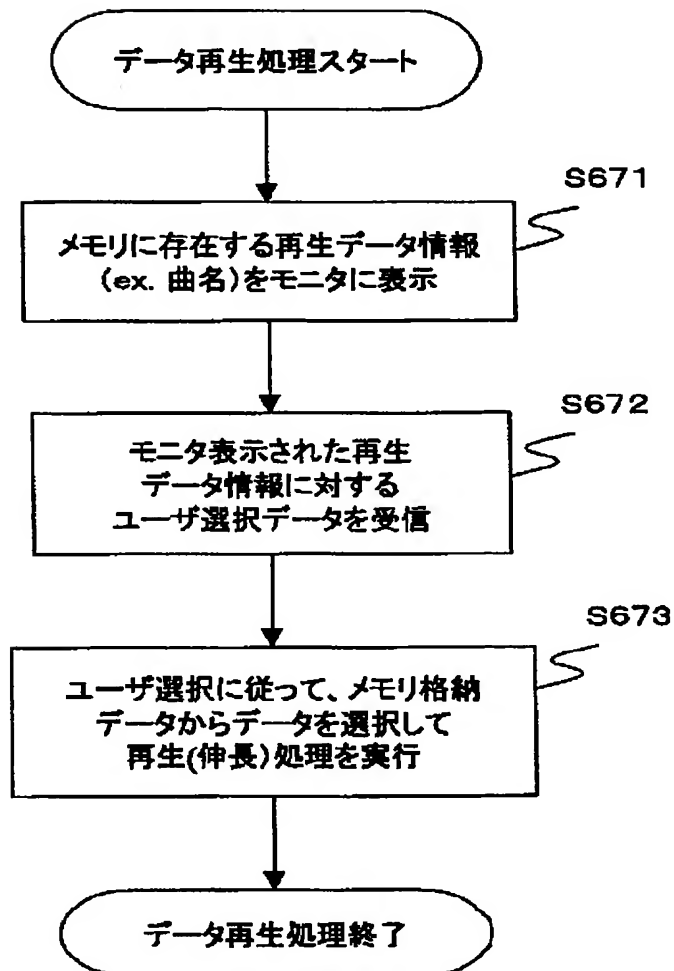 データ再生処理スタート
S671
メモリに存在する再生データ情報
(ex. 曲名)をモニタに表示
S672
モニタ表示された再生
データ情報に対する
ユーザ選択データを受信
S673
ユーザ選択に従って、メモリ格納
データからデータを選択して
再生(伸長)処理を実行
データ再生処理終了